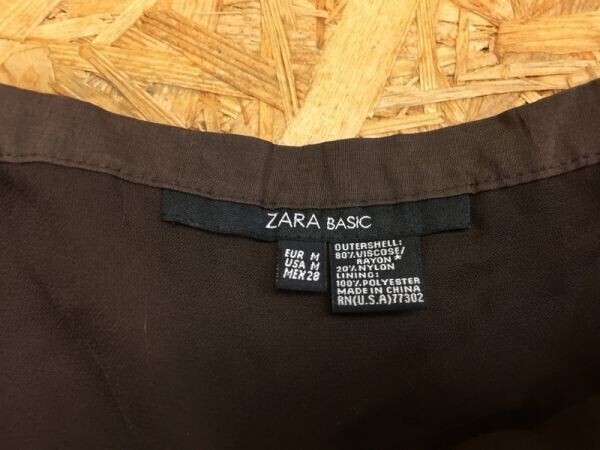 ZARA BASIC
EUR M
USA M
MEX 28
OUTERSHELL:
80%VISCOSE/
RAYON *
20%NYLON
LINING:
100%POLYESTER
MADE IN CHINA
RN(U.S.A)77302